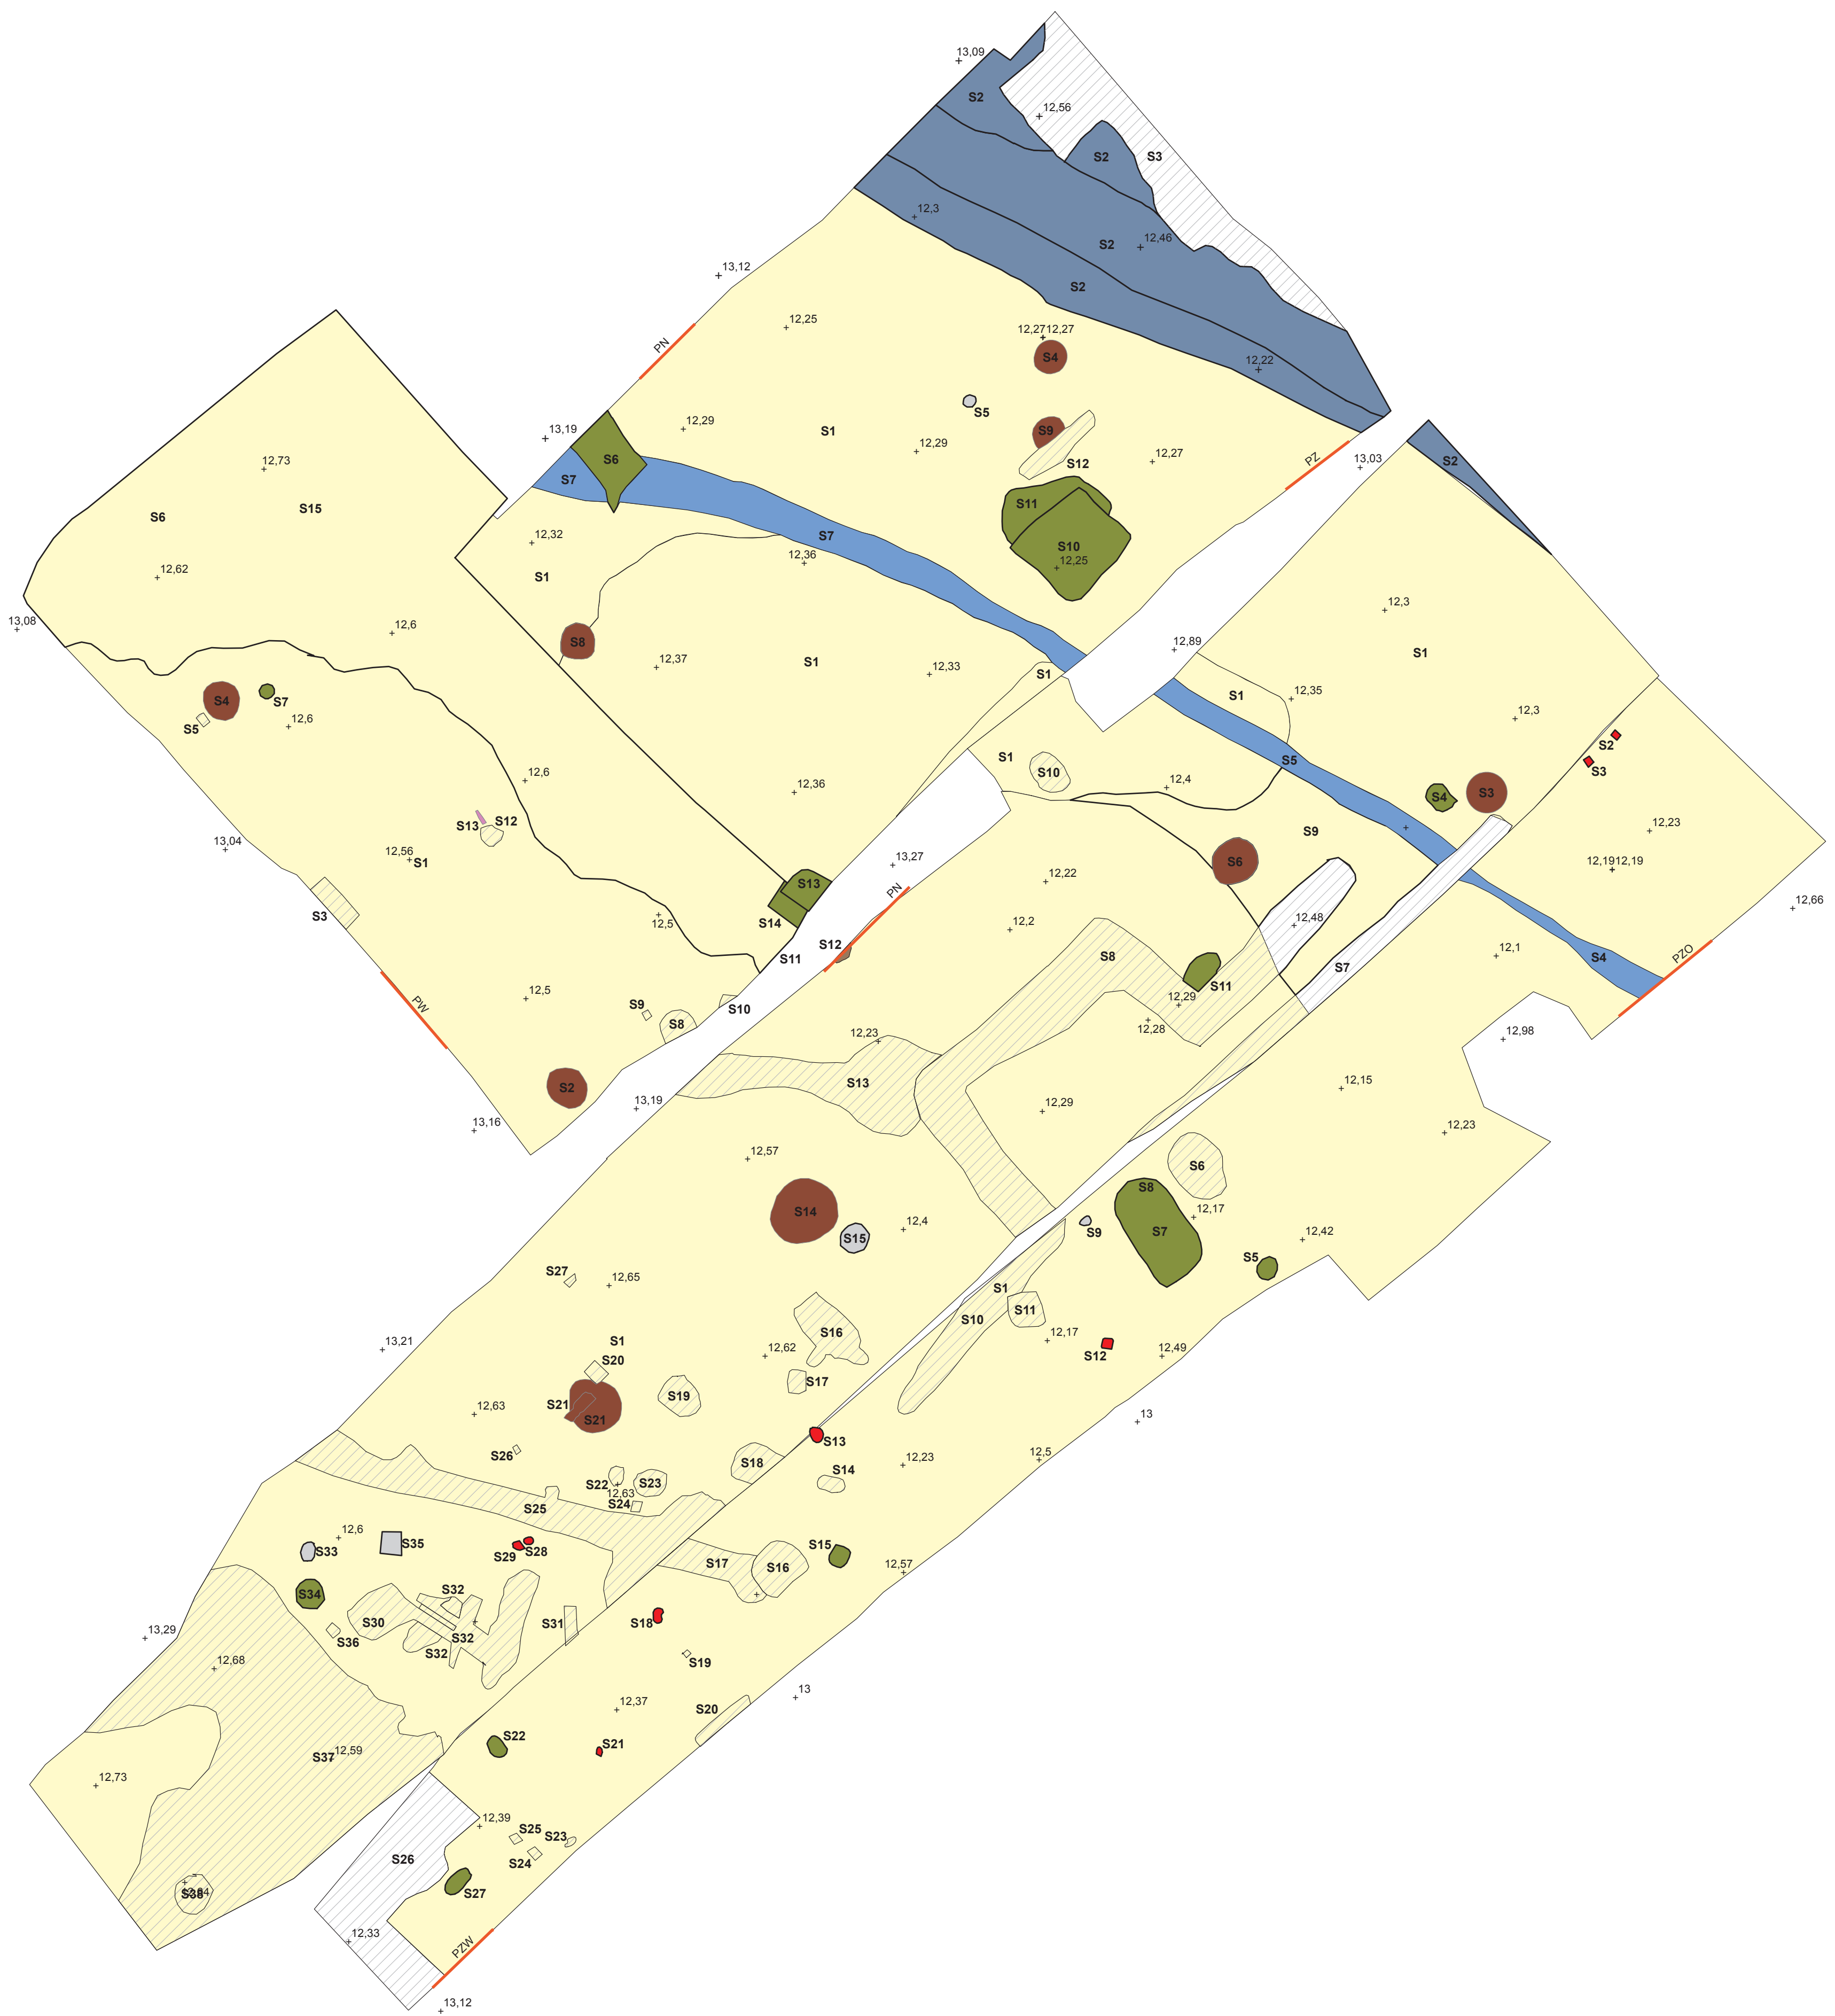 13,09
S2
12,56
S2
S3
12,3
S2
12,46
S2
13,12
12,25
12,27
12,27
PN
S4
12,22
S5
12,29
S1
S9
13,19
12,29
S12
12,27
PZ
13,03
S2
S6
12,73
S7
S15
S6
S11
S7
S10
12,32
12,36
12,25
S1
12,62
12,3
13,08
12,6
S8
12,89
S1
12,37
S1
12,33
S1
S4
S7
S5
12,6
S1
12,35
12,3
S2
S1
S5
S10
S3
12,6
12,36
12,4
S4
S3
S13
S12
S9
12,23
13,04
12,56
S1
13,27
S6
12,19
12,19
S13
12,22
PN
S3
S14
12,5
12,2
12,48
12,66
S12
S11
S8
12,1
S4
PZO
S7
PW
12,5
S9
S10
S11
12,29
S8
12,28
12,23
12,98
S2
S13
12,15
13,16
13,19
12,29
12,23
12,57
S6
S8
S14
12,4
12,17
S15
S9
S7
12,42
S27
12,65
S5
S1
S11
S10
13,21
S1
S16
12,62
12,17
S12
12,49
S20
S17
S19
S21
S21
12,63
13
S13
S26
S18
S14
12,23
12,5
S22
S23
12,63
S24
S25
12,6
S33
S35
S29
S28
S17
S16
S15
12,57
S34
S32
S30
S31
S18
S36
S32
S32
13,29
12,68
S19
13
12,37
S20
S22
S21
S37
12,59
12,73
12,39
S25
S23
S24
S26
S38
S27
12,33
PZW
13,12